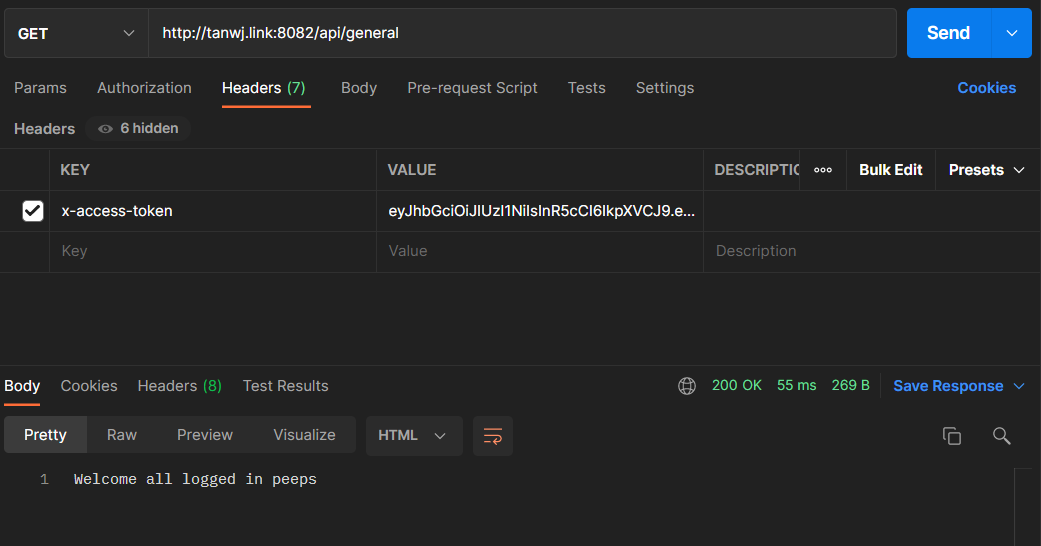 GET http://tanwj.link:8082/api/general Send
Params Authorization Headers (7) Body Pre-request Script Tests Settings Cookies
Headers 6 hidden
KEY VALUE DESCRIPTIC ooo Bulk Edit Presets
x-access-token eyJhbGciOiJIUzI1NiIsInR5cCI6IkpXVCJ9.e...
Key Value Description
Body Cookies Headers (8) Test Results 200 OK 55 ms 269 B Save Response
Pretty Raw Preview Visualize HTML
1 Welcome all logged in peeps